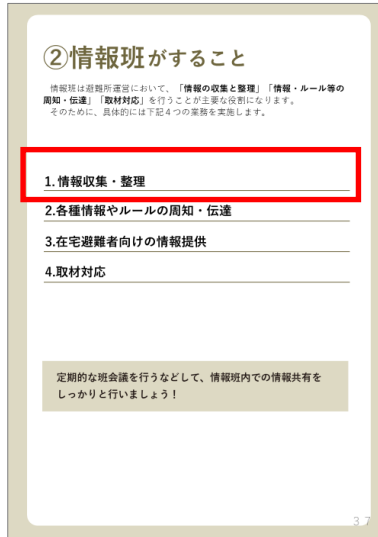 ②情報班がすること
情報班は避難所運営において、「情報の収集と整理」「情報・ルール等の
周知・伝達」「取材対応」を行うことが主要な役割になります。
そのために、具体的には下記４つの業務を実施します。
1.情報収集・整理
2.各種情報やルールの周知・伝達
3.在宅避難者向けの情報提供
4.取材対応
定期的な班会議を行うなどして、情報班内での情報共有を
しっかりと行いましょう！
37